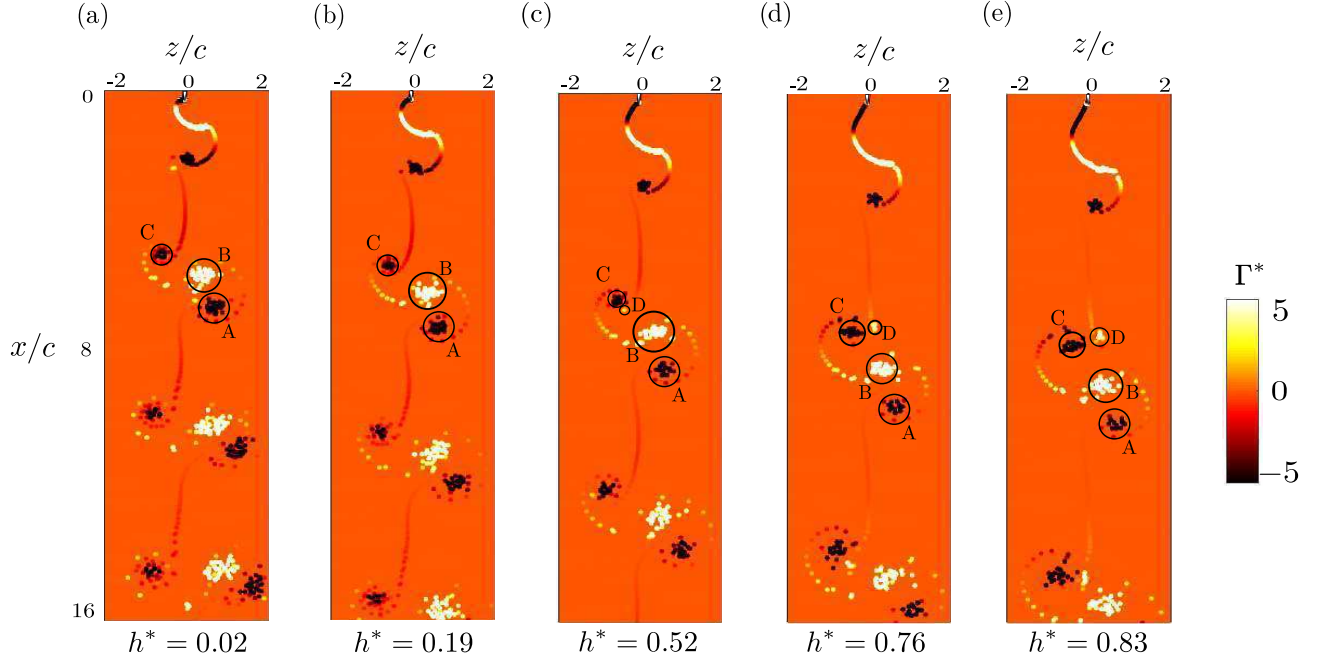 (a) (b) (c) (d) (e)
z/c z/c z/c z/c z/c
-2 0 2 -2 0 2 -2 0 2 -2 0 2 -2 0 2
0
C B A
C B A
C D B A
C D B A
C D B A
x/c
8
16
Γ*
5
0
−5
h* = 0.02 h* = 0.19 h* = 0.52 h* = 0.76 h* = 0.83